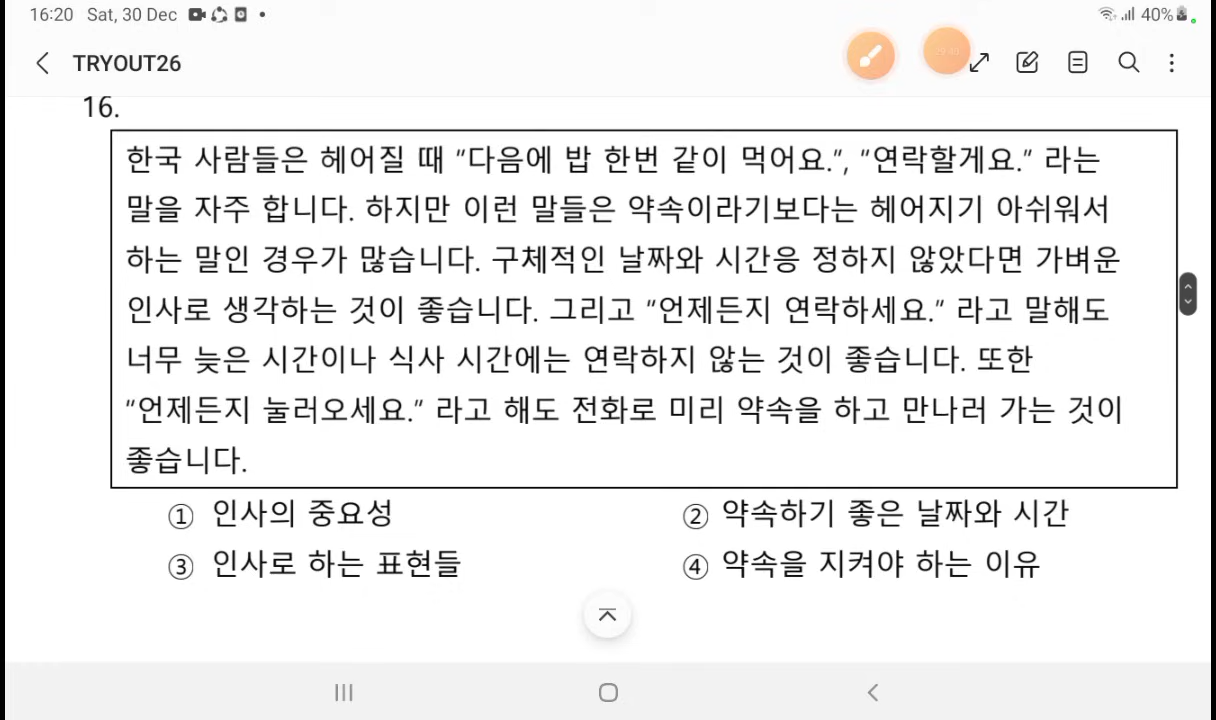 16:20 Sat, 30 Dec 40%
TRYOUT26
16.
한국 사람들은 헤어질 때 "다음에 밥 한번 같이 먹어요.", "연락할게요." 라는
말을 자주 합니다. 하지만 이런 말들은 약속이라기보다는 헤어지기 아쉬워서
하는 말인 경우가 많습니다. 구체적인 날짜와 시간응 정하지 않았다면 가벼운
인사로 생각하는 것이 좋습니다. 그리고 "언제든지 연락하세요." 라고 말해도
너무 늦은 시간이나 식사 시간에는 연락하지 않는 것이 좋습니다. 또한
"언제든지 눌러오세요." 라고 해도 전화로 미리 약속을 하고 만나러 가는 것이
좋습니다.
① 인사의 중요성 ② 약속하기 좋은 날짜와 시간
③ 인사로 하는 표현들 ④ 약속을 지켜야 하는 이유